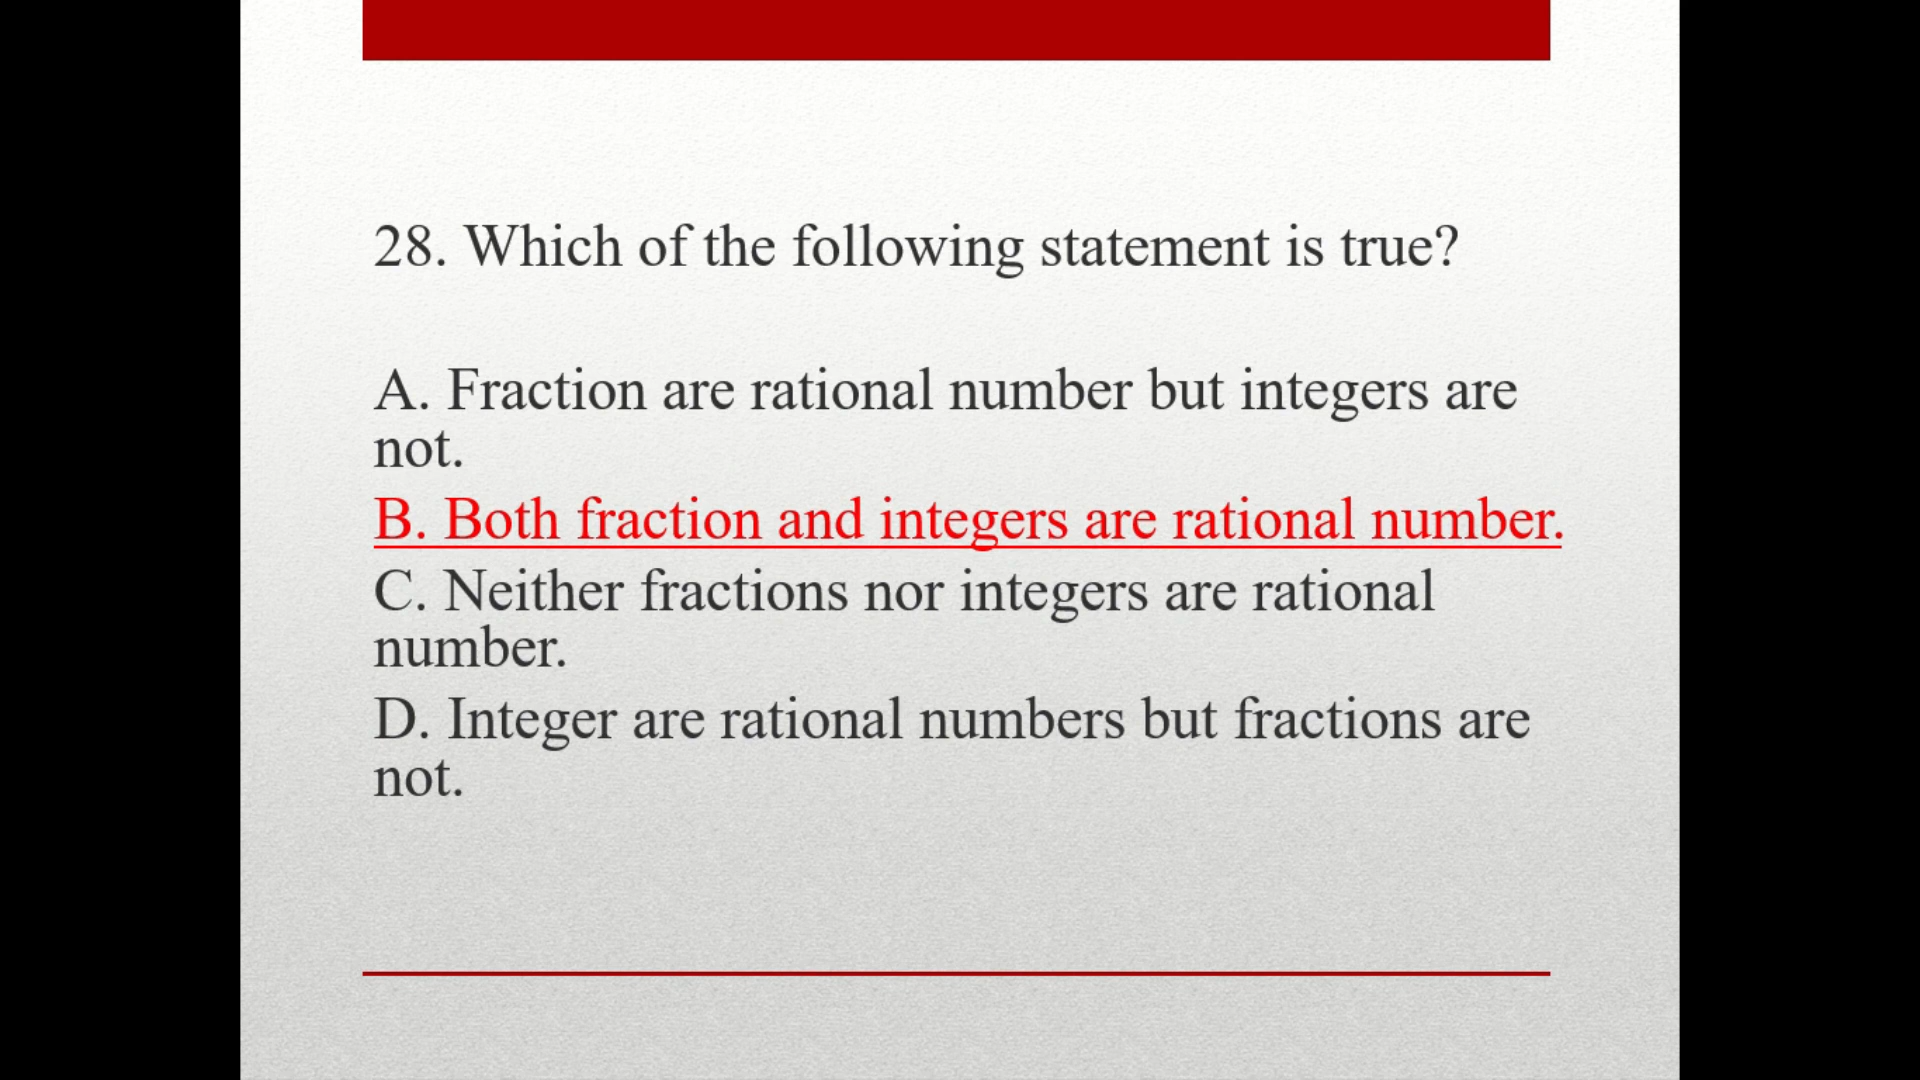 28. Which of the following statement is true?
A. Fraction are rational number but integers are
not.
B. Both fraction and integers are rational number.
C. Neither fractions nor integers are rational
number.
D. Integer are rational numbers but fractions are
not.